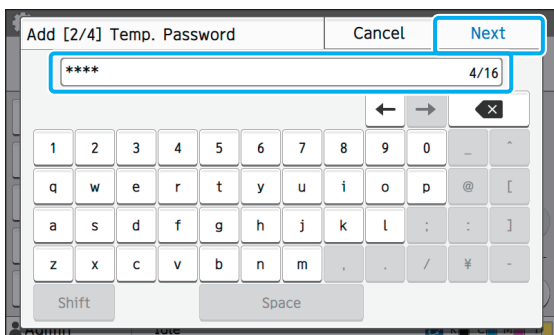 Add [2/4] Temp. Password Cancel Next
**** 4/16
← →
1 2 3 4 5 6 7 8 9 0 _ ^
q w e r t y u i o p @ [
a s d f g h j k l ; : ]
z x c v b n m , . / ¥ -
Shift Space
Admin Idle